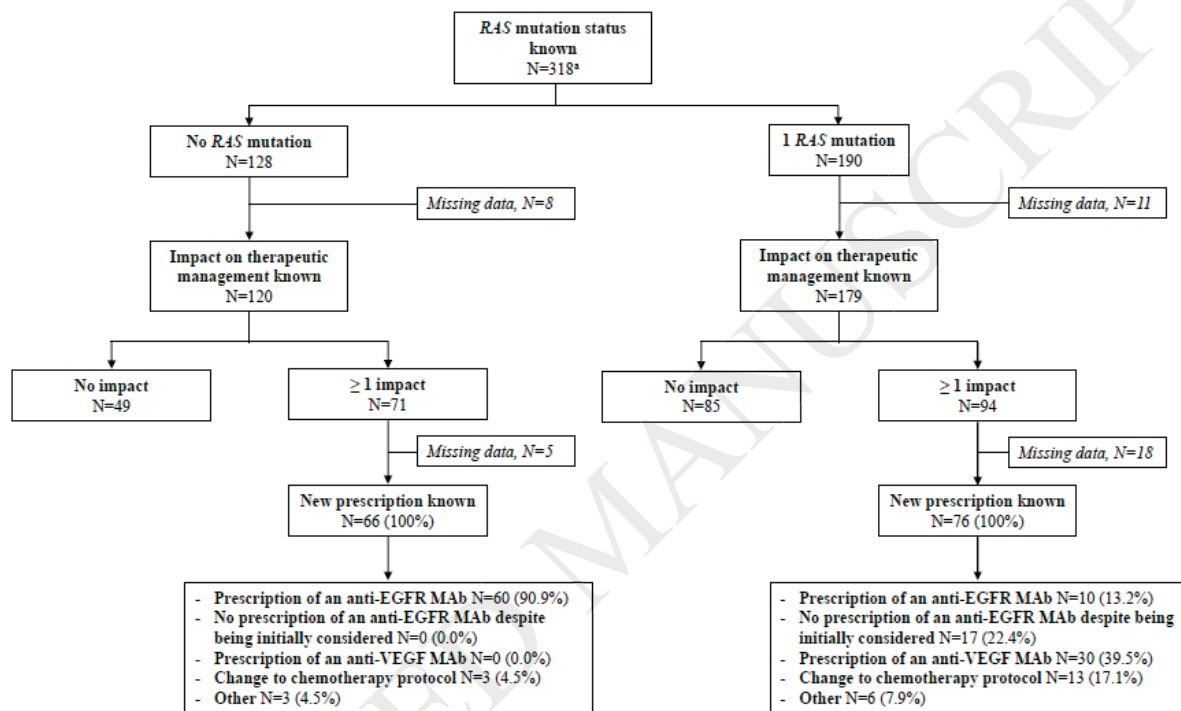 RAS mutation status
known
N=318ᵃ
No RAS mutation
N=128
1 RAS mutation
N=190
Missing data, N=8
Missing data, N=11
Impact on therapeutic
management known
N=120
Impact on therapeutic
management known
N=179
No impact
N=49
≥ 1 impact
N=71
No impact
N=85
≥ 1 impact
N=94
Missing data, N=5
Missing data, N=18
New prescription known
N=66 (100%)
New prescription known
N=76 (100%)
- Prescription of an anti-EGFR MAb N=60 (90.9%)
- No prescription of an anti-EGFR MAb despite
being initially considered N=0 (0.0%)
- Prescription of an anti-VEGF MAb N=0 (0.0%)
- Change to chemotherapy protocol N=3 (4.5%)
- Other N=3 (4.5%)
- Prescription of an anti-EGFR MAb N=10 (13.2%)
- No prescription of an anti-EGFR MAb despite being
initially considered N=17 (22.4%)
- Prescription of an anti-VEGF MAb N=30 (39.5%)
- Change to chemotherapy protocol N=13 (17.1%)
- Other N=6 (7.9%)
ED MANUSCRIP